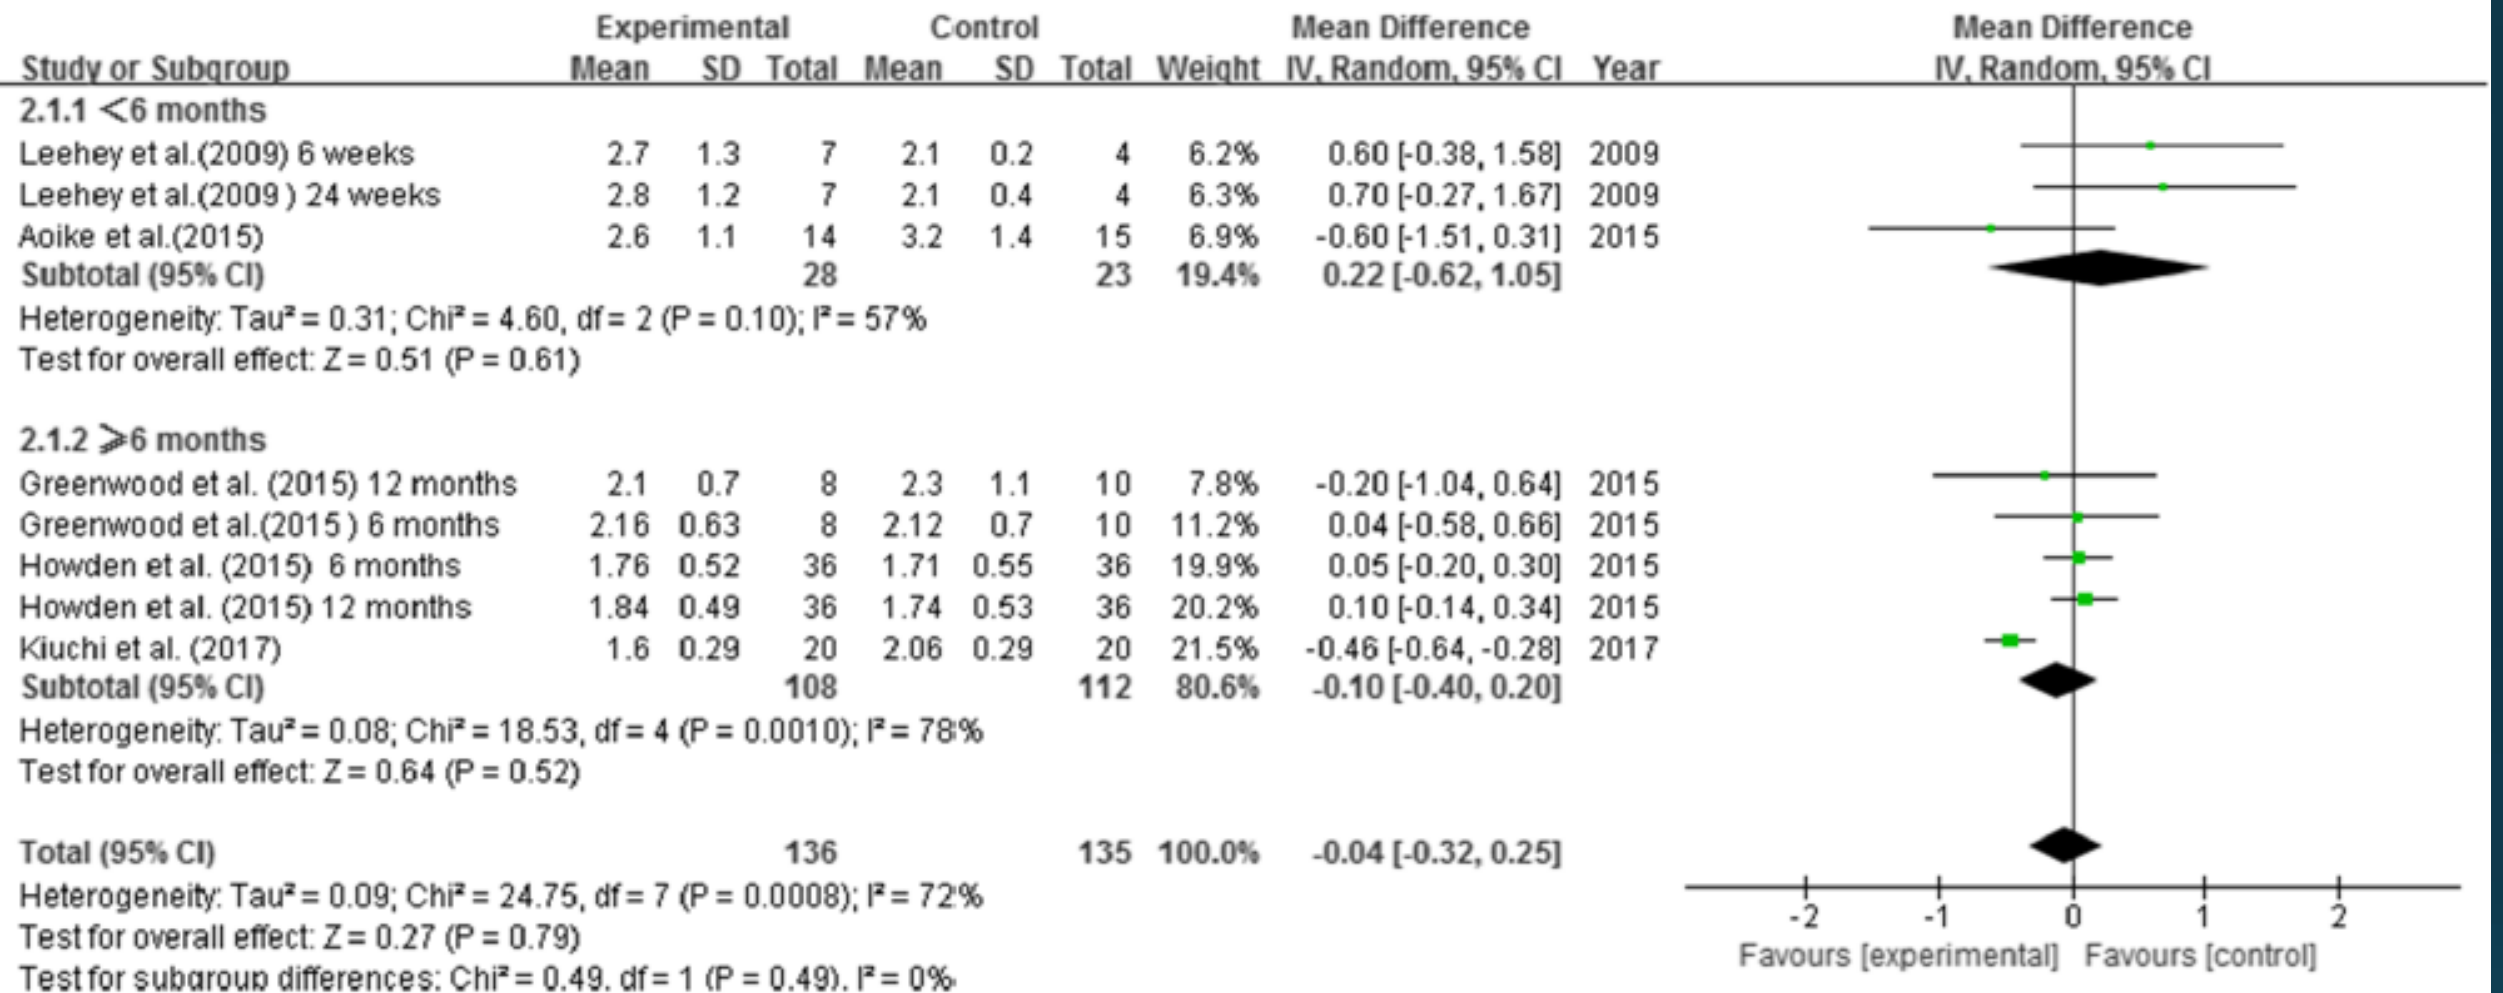 Experimental Control Mean Difference Mean Difference
Study or Subgroup Mean SD Total Mean SD Total Weight IV, Random, 95% CI Year IV, Random, 95% CI
2.1.1 <6 months
Leehey et al.(2009) 6 weeks 2.7 1.3 7 2.1 0.2 4 6.2% 0.60 [-0.38, 1.58] 2009
Leehey et al.(2009 ) 24 weeks 2.8 1.2 7 2.1 0.4 4 6.3% 0.70 [-0.27, 1.67] 2009
Aoike et al.(2015) 2.6 1.1 14 3.2 1.4 15 6.9% -0.60 [-1.51, 0.31] 2015
Subtotal (95% CI) 28 23 19.4% 0.22 [-0.62, 1.05]
Heterogeneity: Tau² = 0.31; Chi² = 4.60, df = 2 (P = 0.10); I² = 57%
Test for overall effect: Z = 0.51 (P = 0.61)
2.1.2 ⩾6 months
Greenwood et al. (2015) 12 months 2.1 0.7 8 2.3 1.1 10 7.8% -0.20 [-1.04, 0.64] 2015
Greenwood et al.(2015 ) 6 months 2.16 0.63 8 2.12 0.7 10 11.2% 0.04 [-0.58, 0.66] 2015
Howden et al. (2015) 6 months 1.76 0.52 36 1.71 0.55 36 19.9% 0.05 [-0.20, 0.30] 2015
Howden et al. (2015) 12 months 1.84 0.49 36 1.74 0.53 36 20.2% 0.10 [-0.14, 0.34] 2015
Kiuchi et al. (2017) 1.6 0.29 20 2.06 0.29 20 21.5% -0.46 [-0.64, -0.28] 2017
Subtotal (95% CI) 108 112 80.6% -0.10 [-0.40, 0.20]
Heterogeneity: Tau² = 0.08; Chi² = 18.53, df = 4 (P = 0.0010); I² = 78%
Test for overall effect: Z = 0.64 (P = 0.52)
Total (95% CI) 136 135 100.0% -0.04 [-0.32, 0.25]
Heterogeneity: Tau² = 0.09; Chi² = 24.75, df = 7 (P = 0.0008); I² = 72%
Test for overall effect: Z = 0.27 (P = 0.79)
Test for subgroup differences: Chi² = 0.49. df = 1 (P = 0.49). I² = 0%
-2 -1 0 1 2
Favours [experimental] Favours [control]